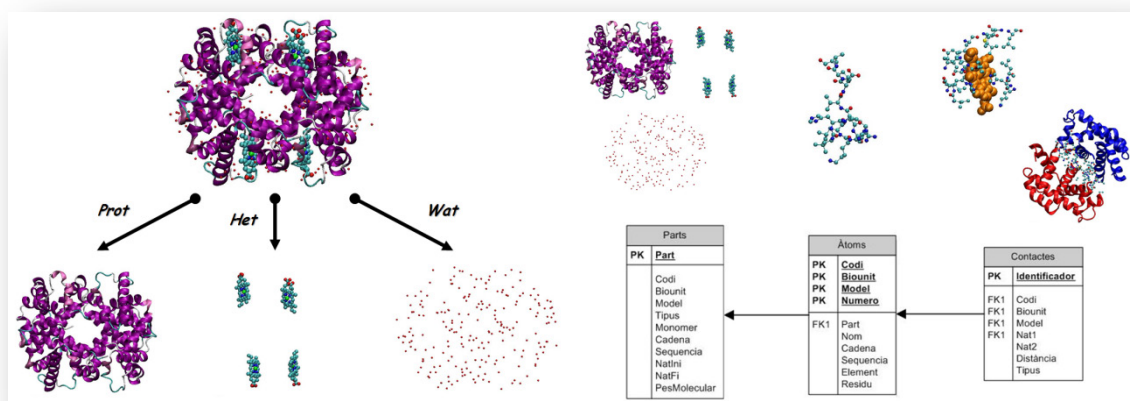 Prot
Het
Wat
Parts
PK Part
Codi
Biounit
Model
Tipus
Monomer
Cadena
Sequencia
NatIni
NatFi
PesMolecular
Àtoms
PK Codi
PK Biounit
PK Model
PK Numero
FK1 Part
Nom
Cadena
Sequencia
Element
Residu
Contactes
PK Identificador
FK1 Codi
FK1 Biounit
FK1 Model
FK1 Nat1
Nat2
Distància
Tipus